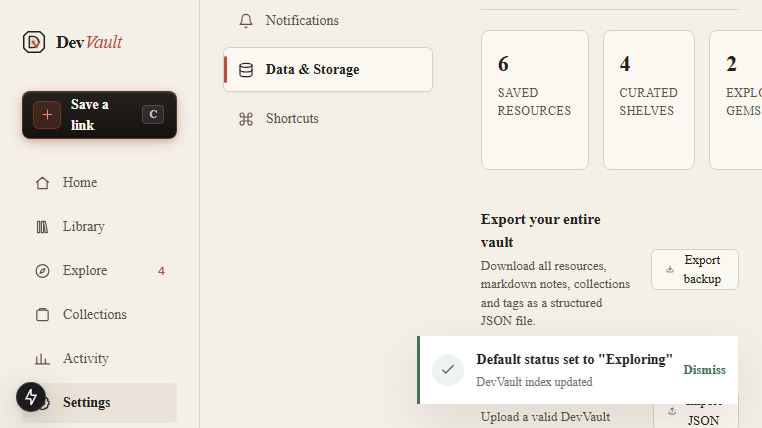 DevVault
Save a
link
C
Home
Library
Explore
4
Collections
Activity
Settings
Notifications
Data & Storage
Shortcuts
6
SAVED
RESOURCES
4
CURATED
SHELVES
2
GEMS
Export your entire
vault
Download all resources,
markdown notes, collections
and tags as a structured
JSON file.
Export
backup
Default status set to "Exploring"
DevVault index updated
Dismiss
Upload a valid DevVault
JSON